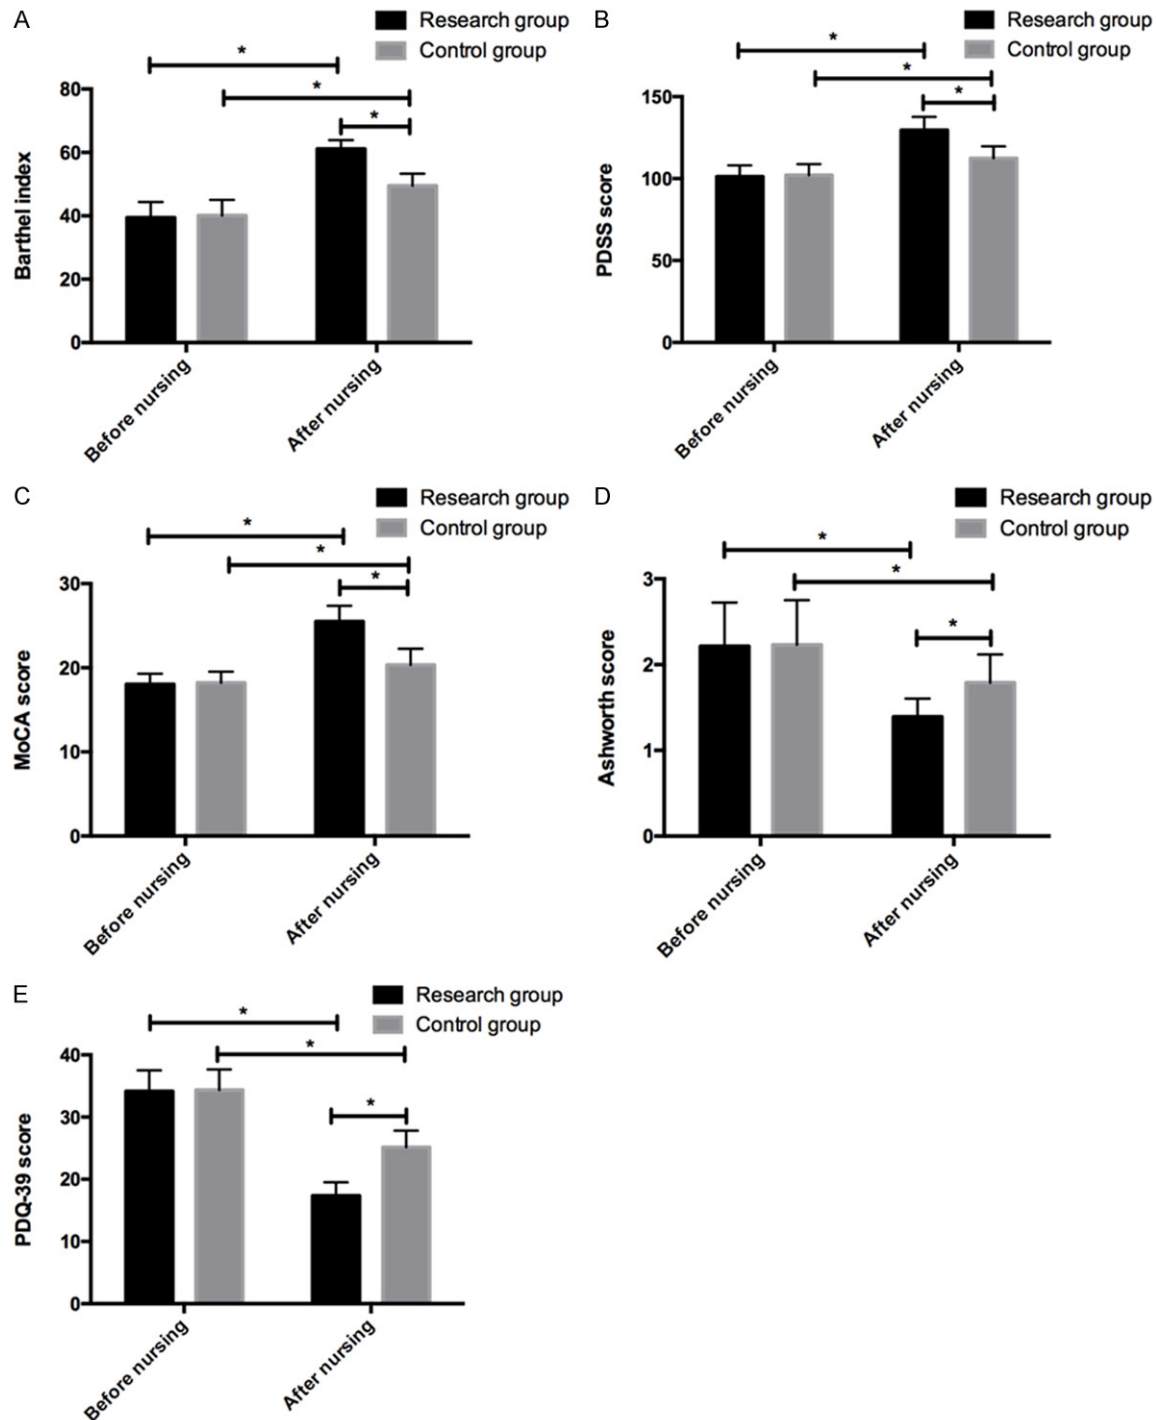 A
Research group
Control group
*
*
*
80
60
40
20
0
Barthel index
Before nursing
After nursing
B
Research group
Control group
*
*
*
150
100
50
0
PDSS score
Before nursing
After nursing
C
Research group
Control group
*
*
*
30
20
10
0
MoCA score
Before nursing
After nursing
D
Research group
Control group
*
*
*
3
2
1
0
Ashworth score
Before nursing
After nursing
E
Research group
Control group
*
*
*
40
30
20
10
0
PDQ-39 score
Before nursing
After nursing